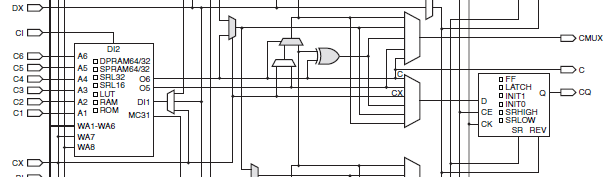 DX
CI
DI2
C6
C5
C4
C3
C2
C1
A6
A5
A4
A3
A2
A1
DPRAM64/32
SPRAM64/32
SRL32
SRL16
LUT
RAM
ROM
O6
O5
DI1
MC31
WA1-WA6
WA7
WA8
CX
C
CX
FF
LATCH
INIT1
INIT0
SRHIGH
SRLOW
D
CE
CK
Q
SR REV
CMUX
C
CQ